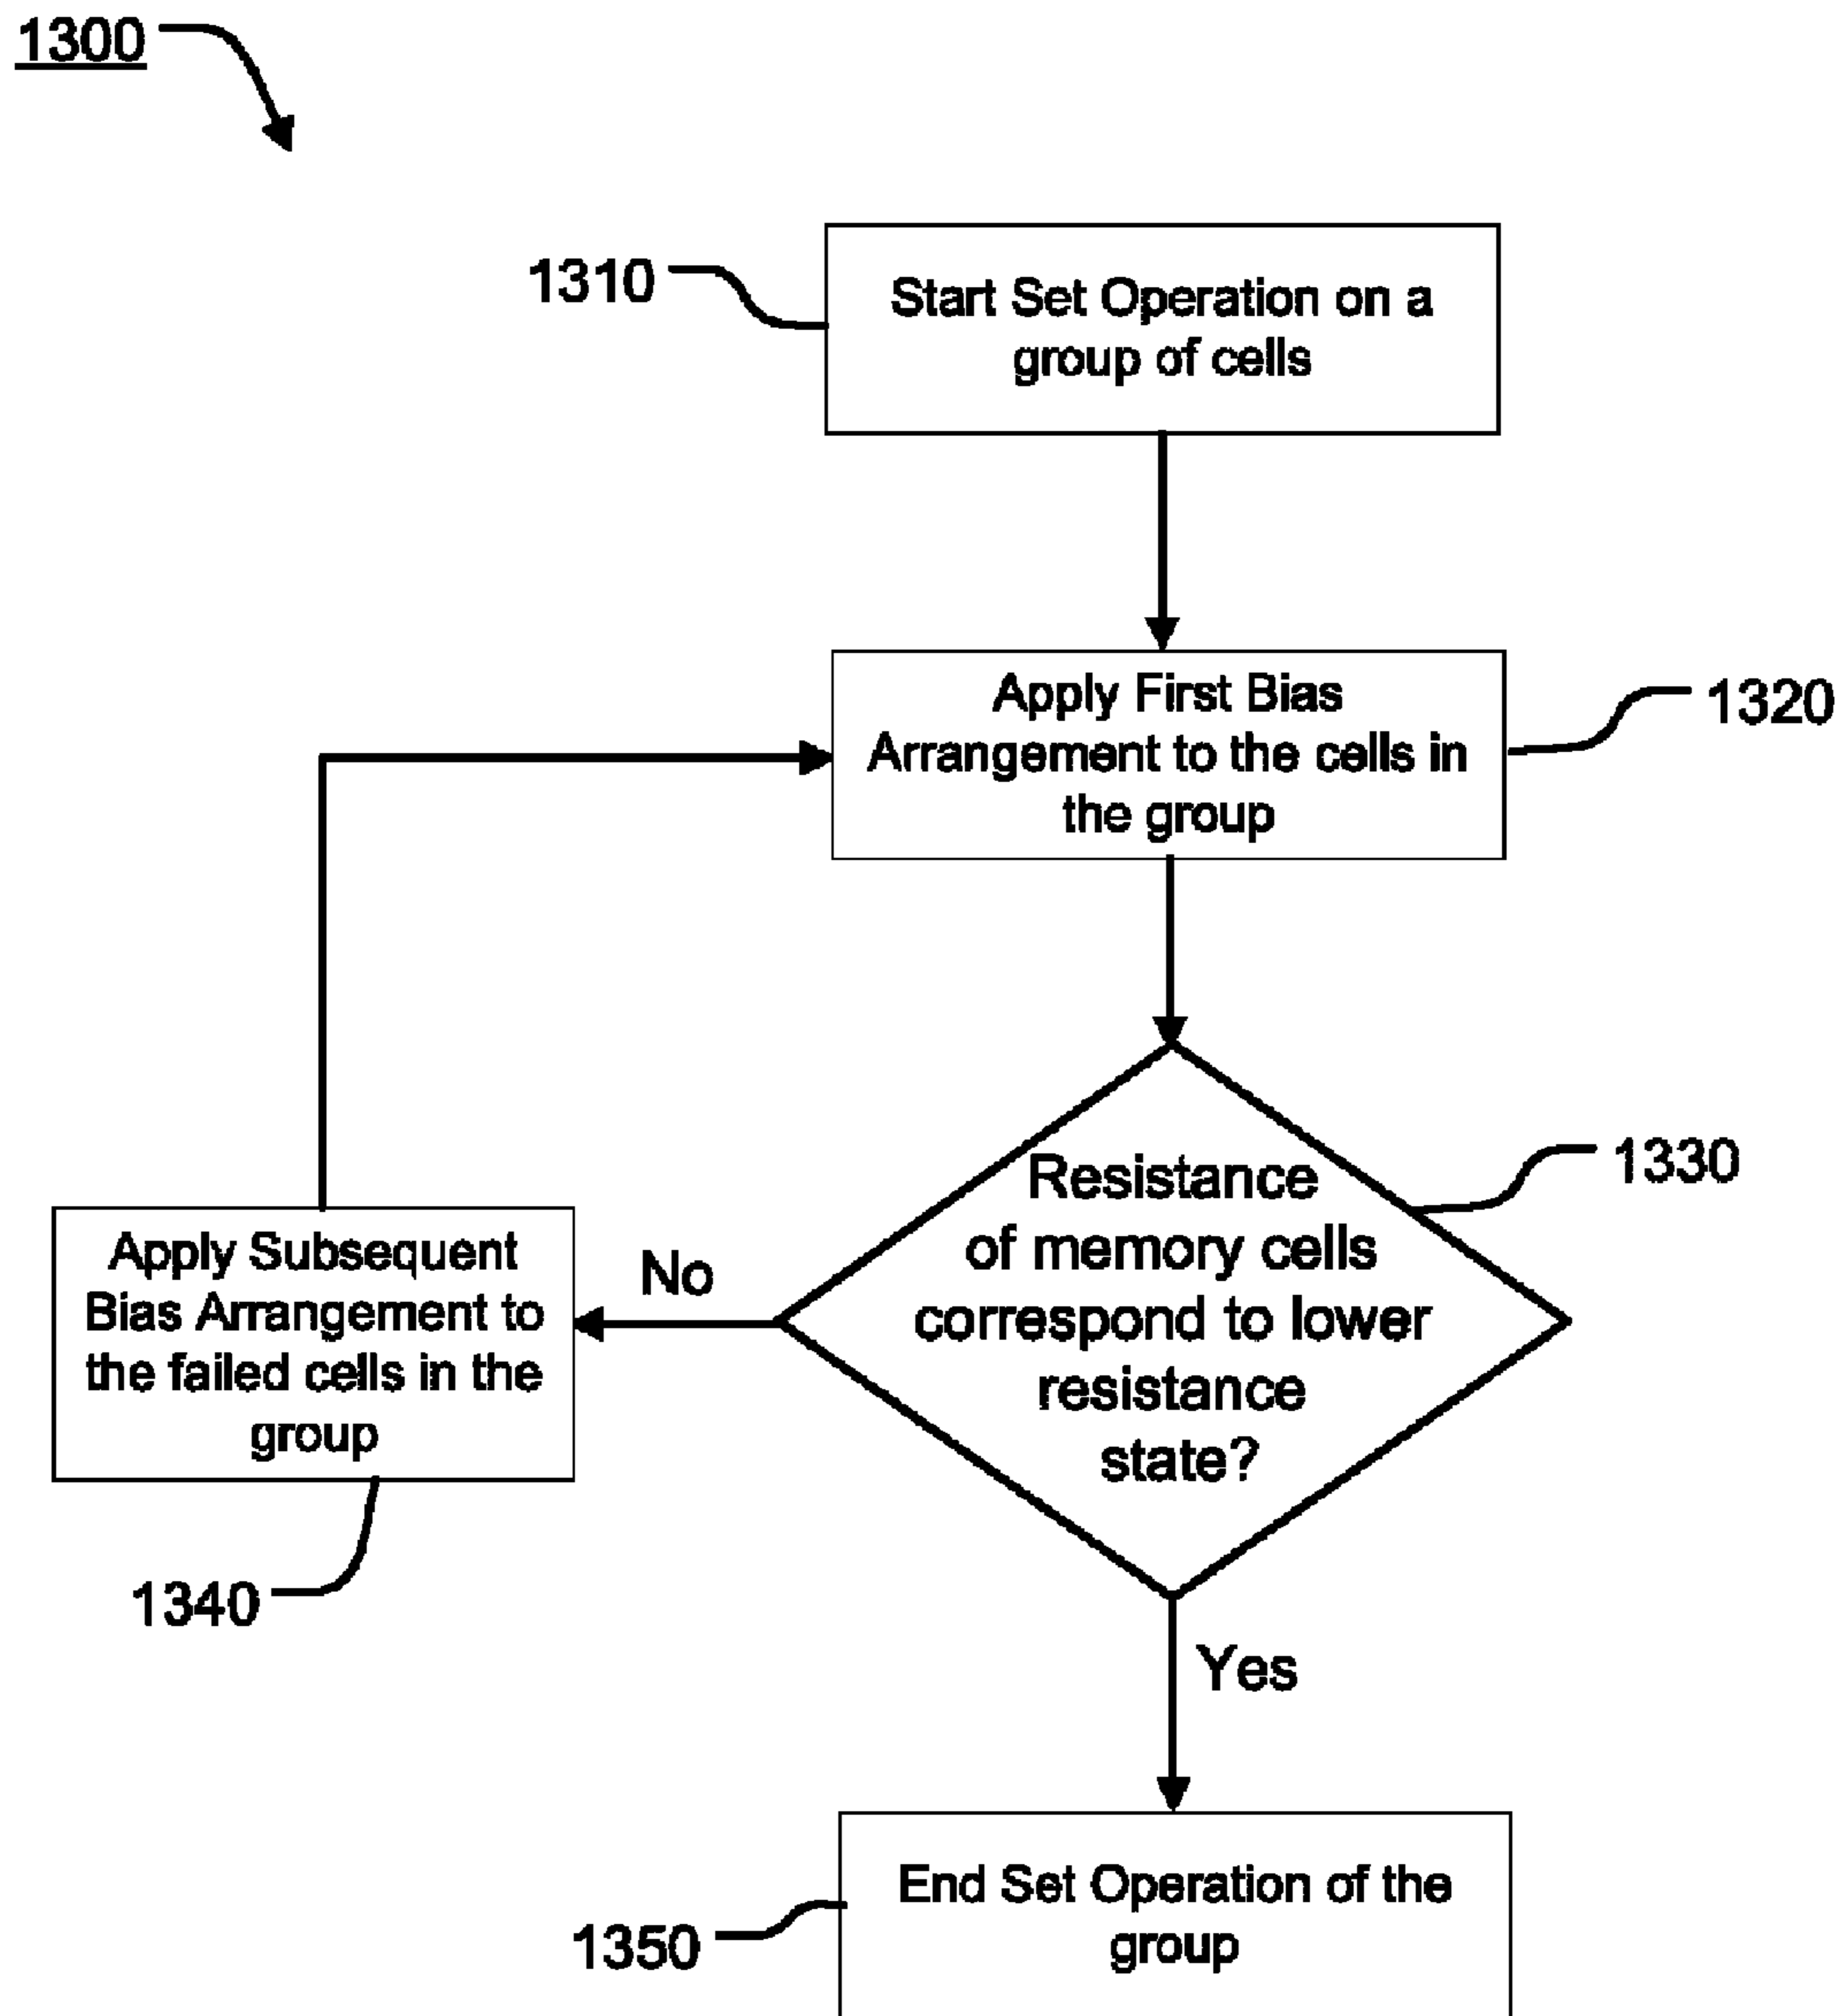 1300
1310
Start Set Operation on a
group of cells
Apply First Bias
Arrangement to the cells in
the group
1320
Resistance
of memory cells
correspond to lower
resistance
state?
1330
No
Apply Subsequent
Bias Arrangement to
the failed cells in the
group
1340
Yes
End Set Operation of the
group
1350